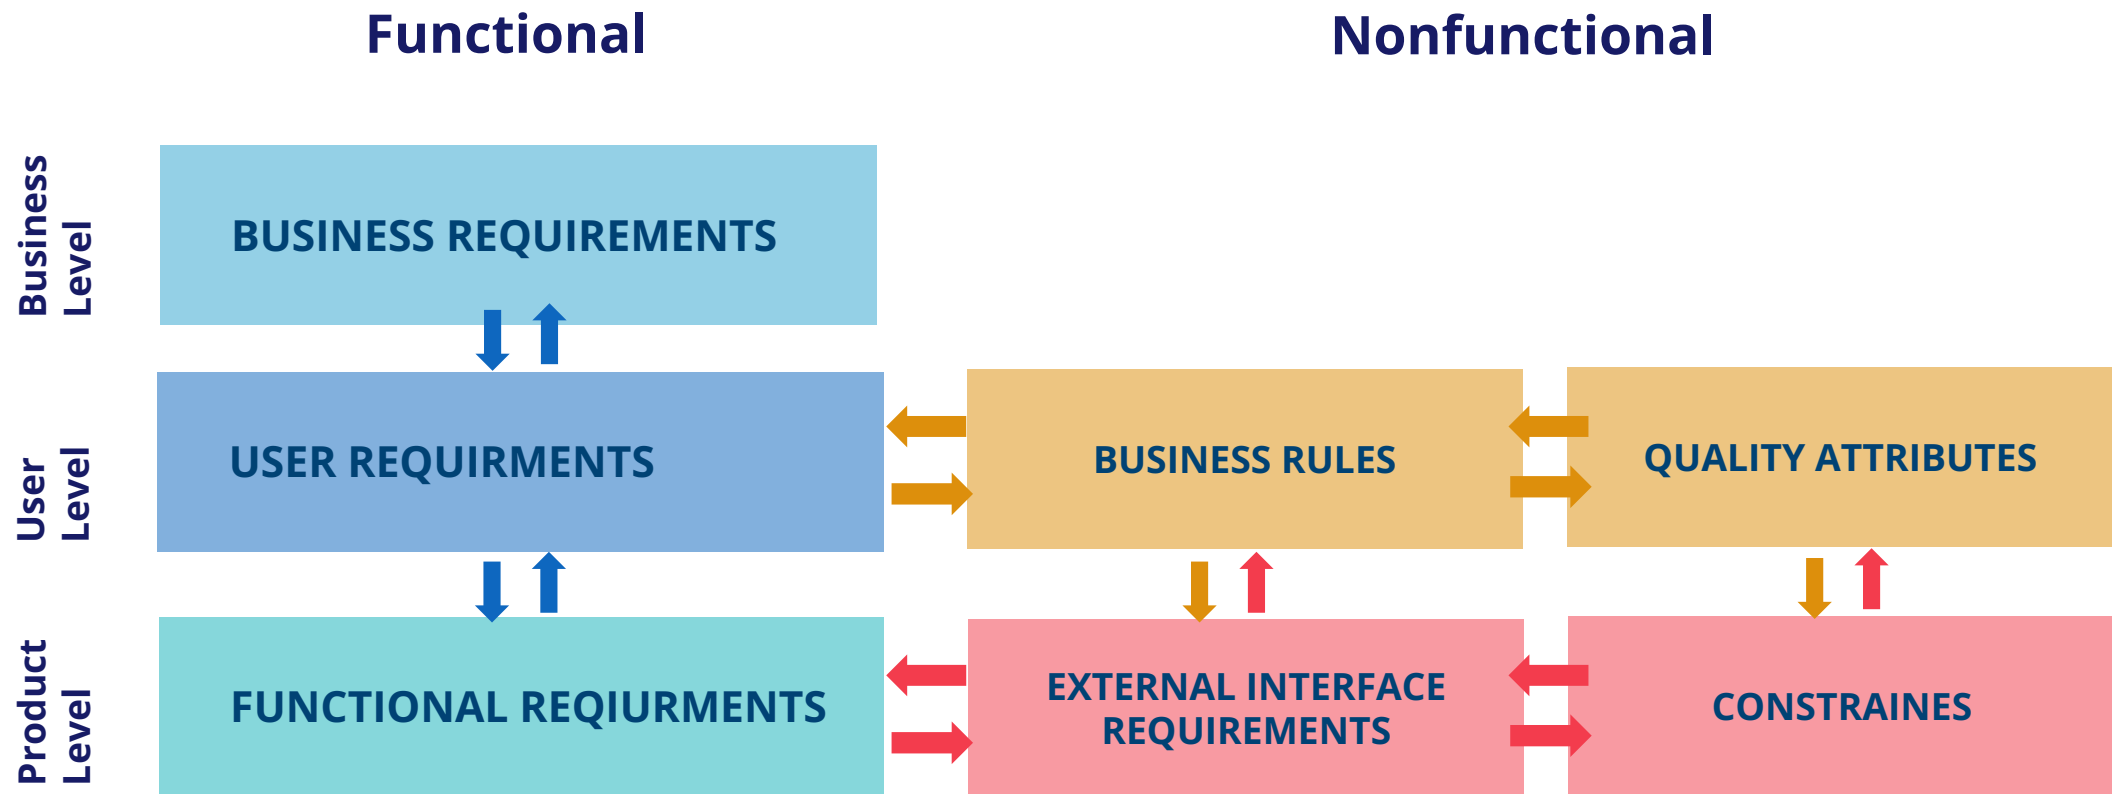 Functional
Nonfunctional
Business
Level
BUSINESS REQUIREMENTS
User
Level
USER REQUIRMENTS
BUSINESS RULES
QUALITY ATTRIBUTES
Product
Level
FUNCTIONAL REQIURMENTS
EXTERNAL INTERFACE
REQUIREMENTS
CONSTRAINES